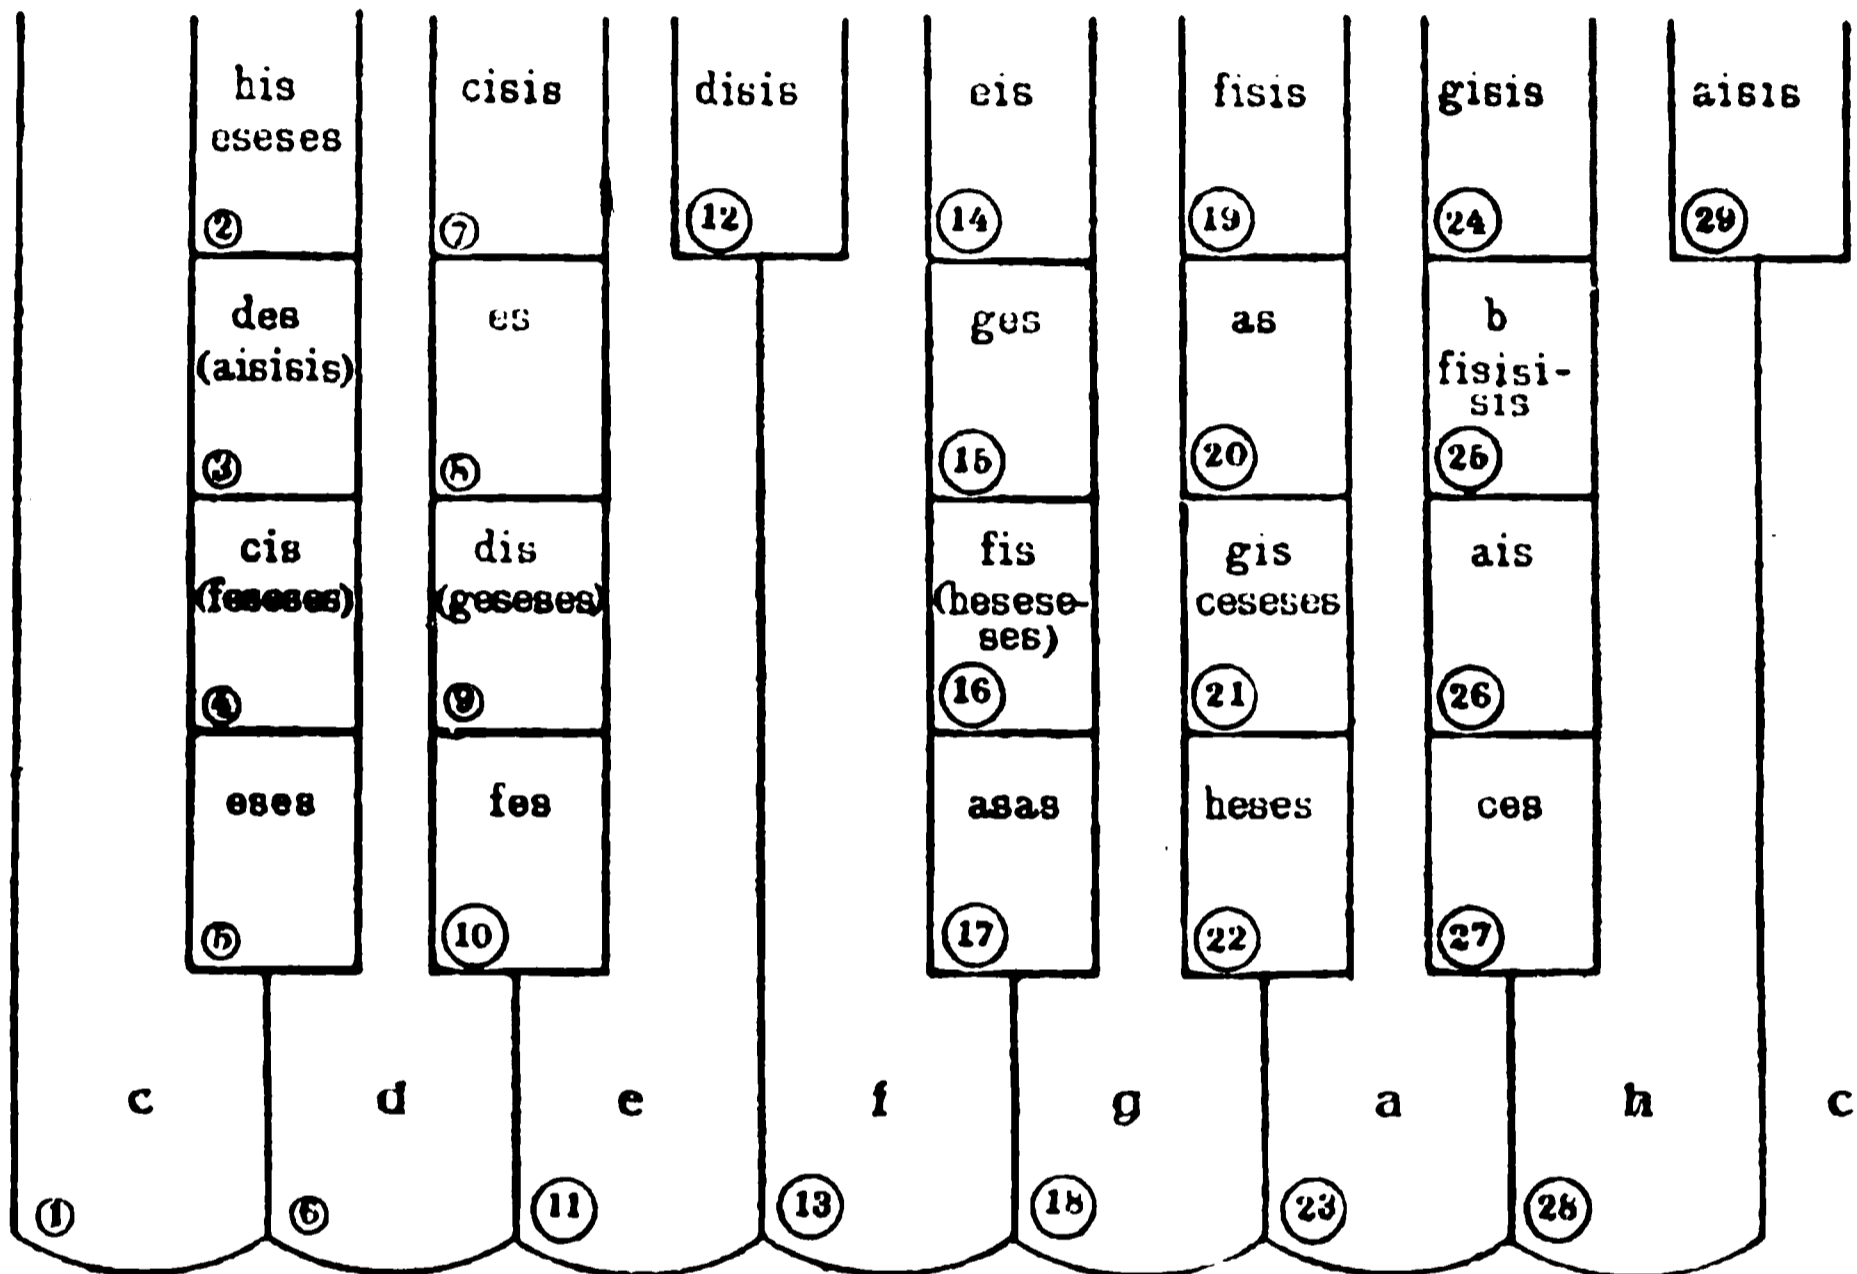 his cisis disis eis fisis gisis aisis
eseses
2 7 12 14 19 24 29
des es ges as b
(aisisis) fisisi-
sis
3 8 15 20 25
cis dis fis gis ais
(feseses) (geseses) (hesese- ceseses
ses)
4 9 16 21 26
eses fes asas heses ces
5 10 17 22 27
c d e f g a h c
1 6 11 13 18 23 28